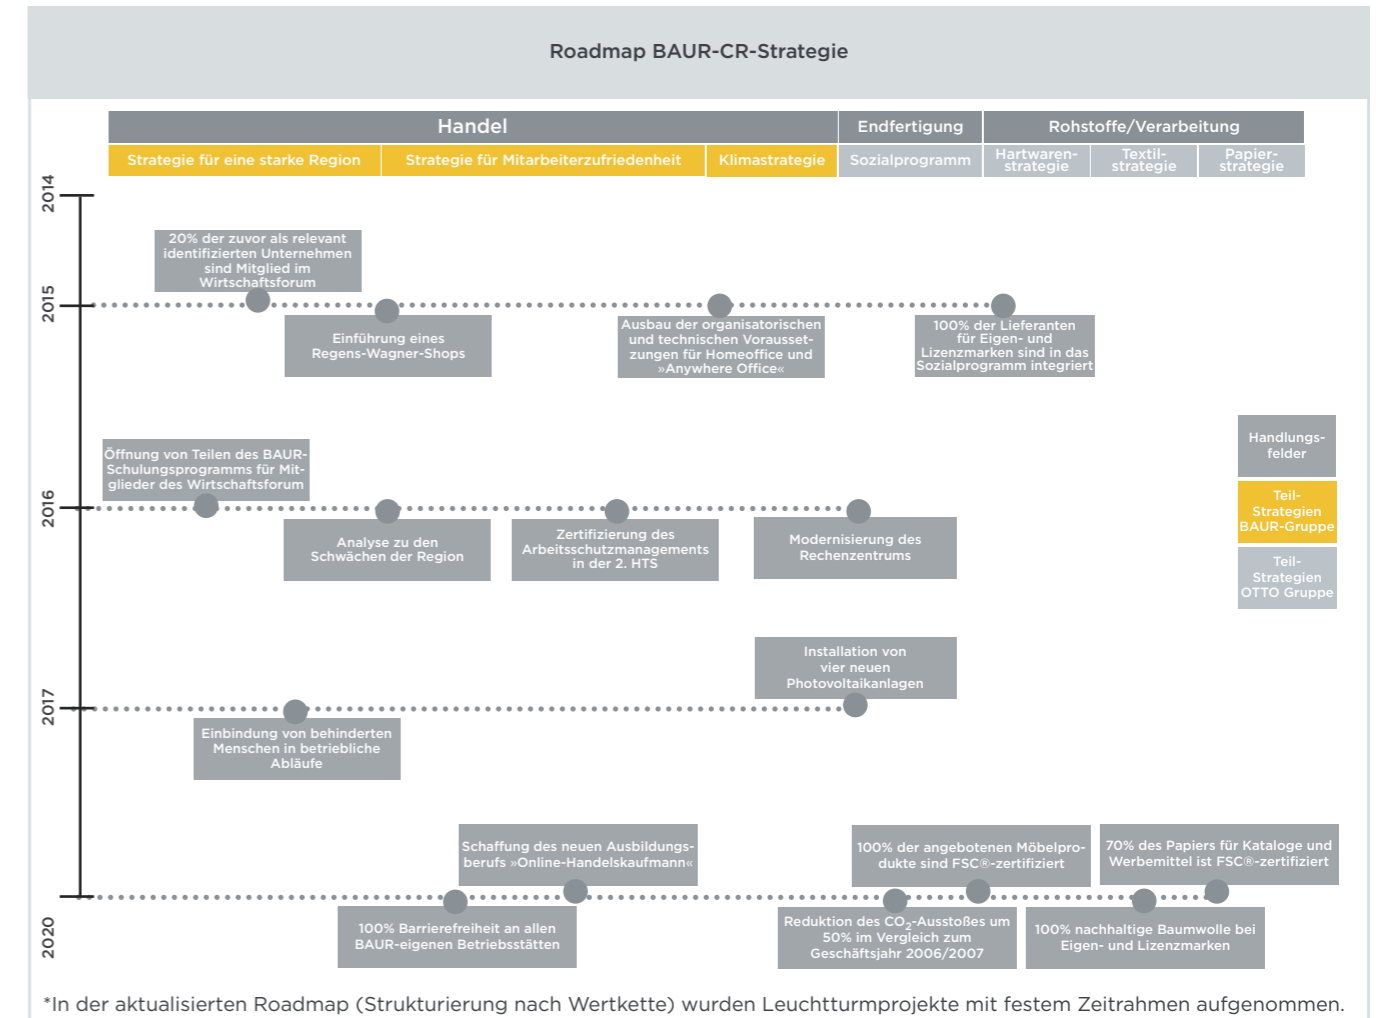 Roadmap BAUR-CR-Strategie
Handel
Endfertigung
Rohstoffe/Verarbeitung
Strategie für eine starke Region
Strategie für Mitarbeiterzufriedenheit
Klimastrategie
Sozialprogramm
Hartwaren-
strategie
Textil-
strategie
Papier-
strategie
2014
20% der zuvor als relevant
identifizierten Unternehmen
sind Mitglied im
Wirtschaftsforum
2015
Einführung eines
Regens-Wagner-Shops
Ausbau der organisatorischen
und technischen Vorausset-
zungen für Homeoffice und
»Anywhere Office«
100% der Lieferanten
für Eigen- und
Lizenzmarken sind in das
Sozialprogramm integriert
Handlungs-
felder
Teil-
Strategien
BAUR-Gruppe
Teil-
Strategien
OTTO Gruppe
Öffnung von Teilen des BAUR-
Schulungsprogramms für Mit-
glieder des Wirtschaftsforum
2016
Analyse zu den
Schwächen der Region
Zertifizierung des
Arbeitsschutzmanagements
in der 2. HTS
Modernisierung des
Rechenzentrums
Installation von
vier neuen
Photovoltaikanlagen
2017
Einbindung von behinderten
Menschen in betriebliche
Abläufe
Schaffung des neuen Ausbildungs-
berufs »Online-Handelskaufmann«
100% der angebotenen Möbelpro-
dukte sind FSC®-zertifiziert
70% des Papiers für Kataloge und
Werbemittel ist FSC®-zertifiziert
2020
100% Barrierefreiheit an allen
BAUR-eigenen Betriebsstätten
Reduktion des CO₂-Ausstoßes um
50% im Vergleich zum
Geschäftsjahr 2006/2007
100% nachhaltige Baumwolle bei
Eigen- und Lizenzmarken
*In der aktualisierten Roadmap (Strukturierung nach Wertkette) wurden Leuchtturmprojekte mit festem Zeitrahmen aufgenommen.